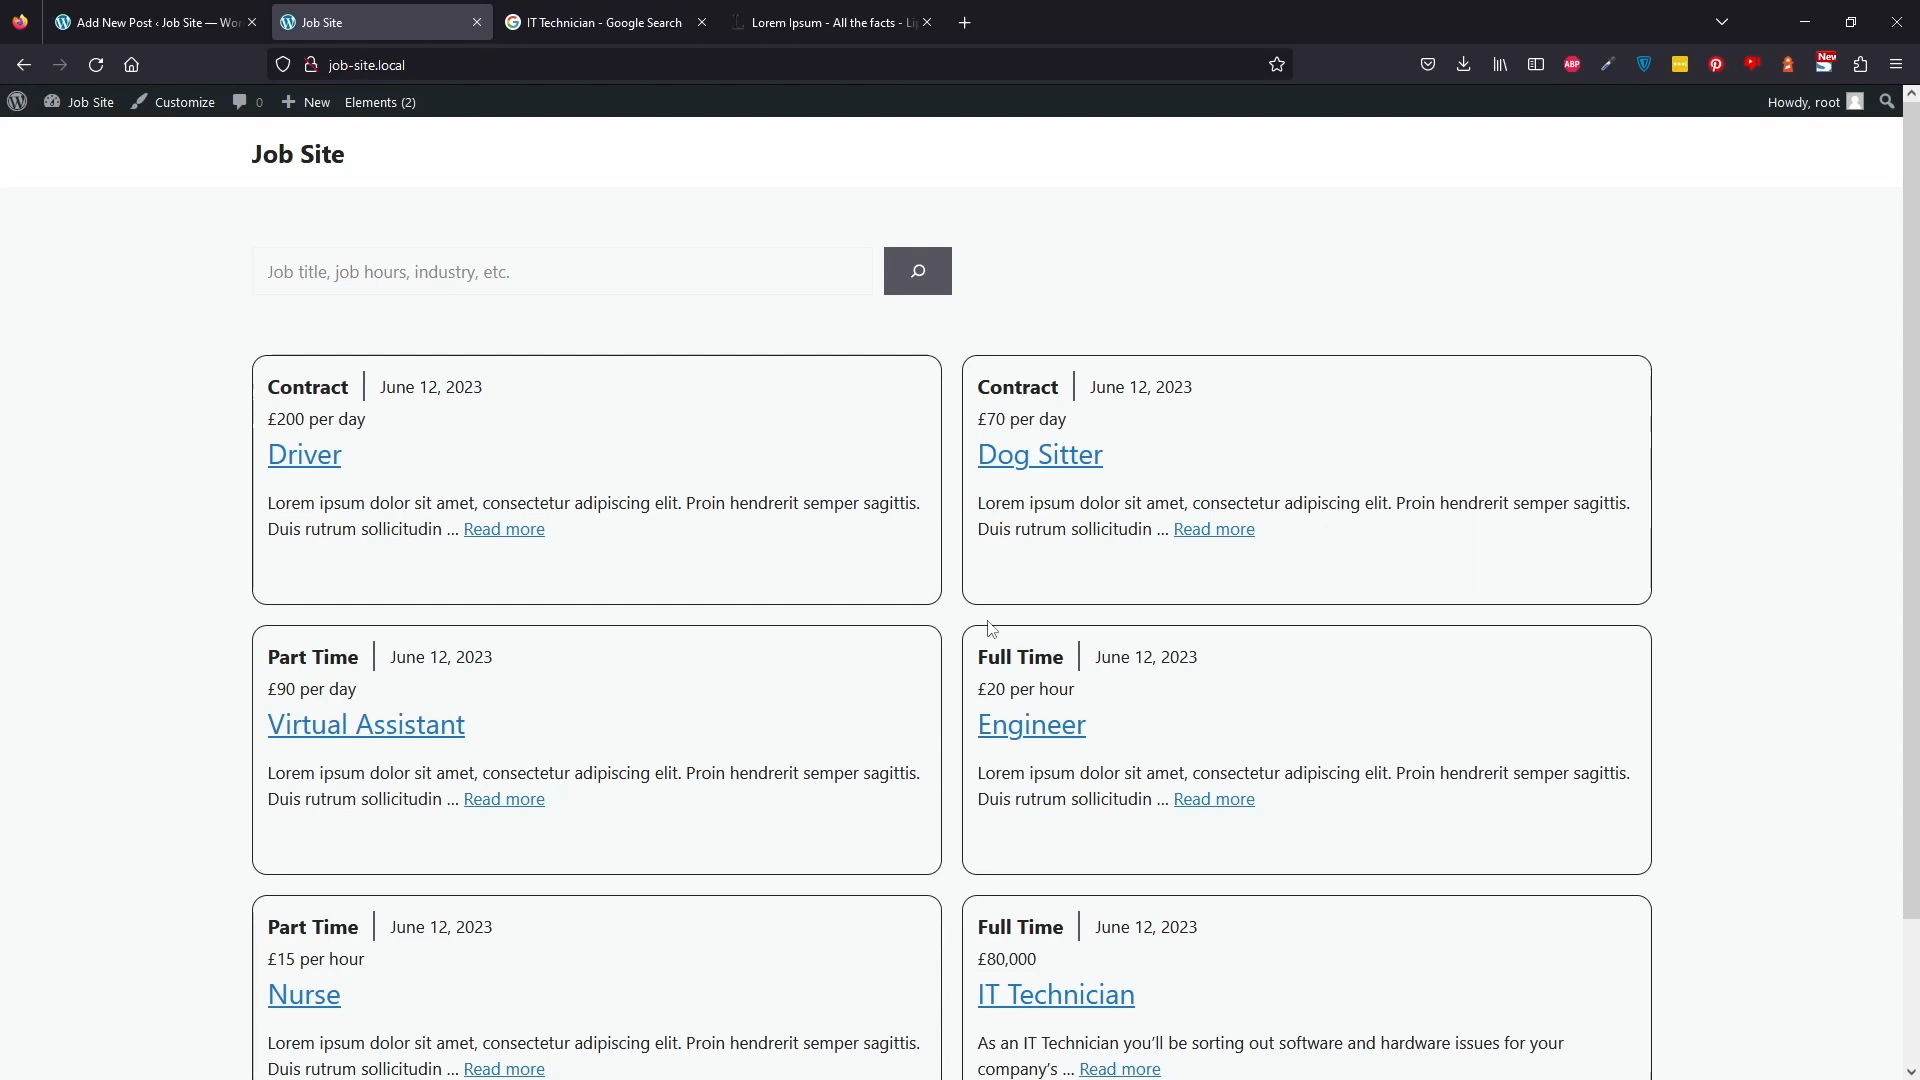 Add New Post ‹ Job Site — Wo
Job Site
IT Technician - Google Search
Lorem Ipsum - All the facts - Li
job-site.local
ABP
New
Job Site
Customize
0
New
Elements (2)
Howdy, root
Job Site
Job title, job hours, industry, etc.
Contract
June 12, 2023
£200 per day
Driver
Lorem ipsum dolor sit amet, consectetur adipiscing elit. Proin hendrerit semper sagittis.
Duis rutrum sollicitudin ... Read more
Contract
June 12, 2023
£70 per day
Dog Sitter
Lorem ipsum dolor sit amet, consectetur adipiscing elit. Proin hendrerit semper sagittis.
Duis rutrum sollicitudin ... Read more
Part Time
June 12, 2023
£90 per day
Virtual Assistant
Lorem ipsum dolor sit amet, consectetur adipiscing elit. Proin hendrerit semper sagittis.
Duis rutrum sollicitudin ... Read more
Full Time
June 12, 2023
£20 per hour
Engineer
Lorem ipsum dolor sit amet, consectetur adipiscing elit. Proin hendrerit semper sagittis.
Duis rutrum sollicitudin ... Read more
Part Time
June 12, 2023
£15 per hour
Nurse
Lorem ipsum dolor sit amet, consectetur adipiscing elit. Proin hendrerit semper sagittis.
Duis rutrum sollicitudin ... Read more
Full Time
June 12, 2023
£80,000
IT Technician
As an IT Technician you’ll be sorting out software and hardware issues for your
company’s ... Read more